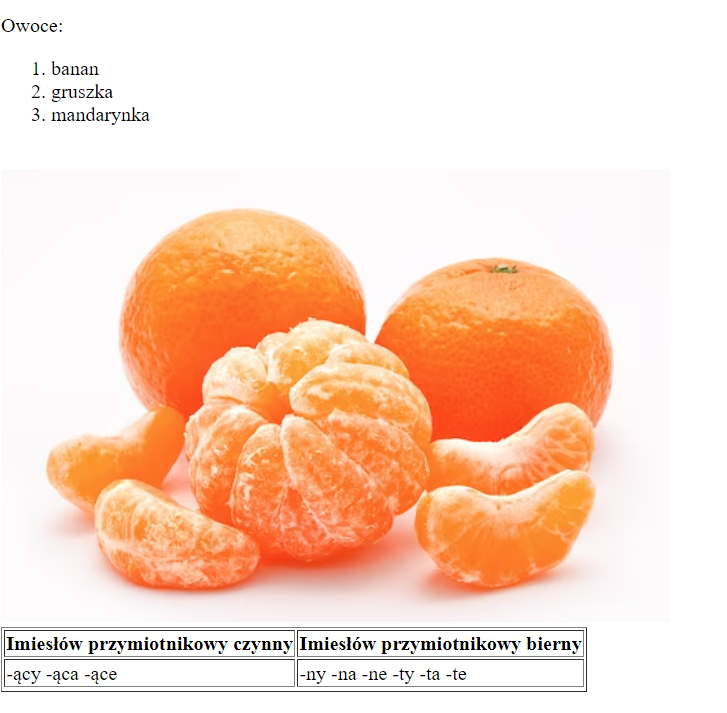 Owoce:
1. banan
2. gruszka
3. mandarynka
Imiesłów przymiotnikowy czynny Imiesłów przymiotnikowy bierny
-ący -ąca -ące -ny -na -ne -ty -ta -te